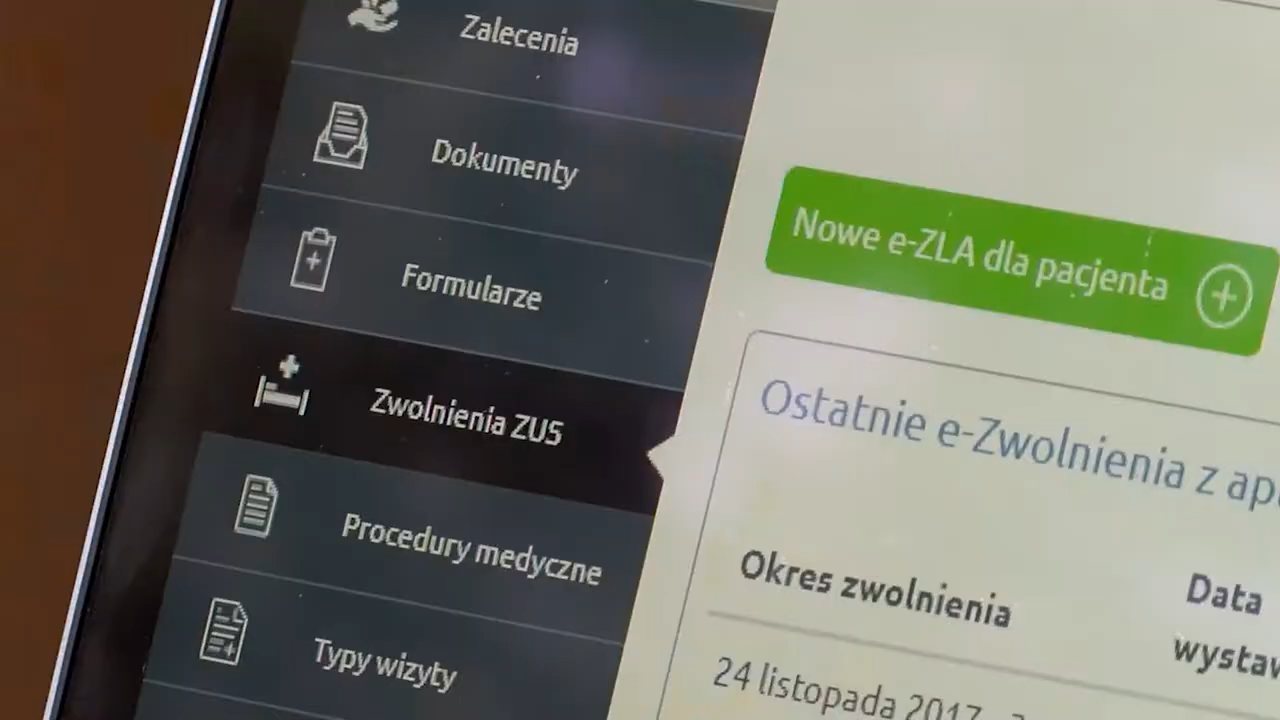 Zalecenia
Dokumenty
Formularze
Zwolnienia ZUS
Procedury medyczne
Typy wizyty
Nowe e-ZLA dla pacjenta
Ostatnie e-Zwolnienia z
Okres zwolnienia
Data
24 listopada 2017